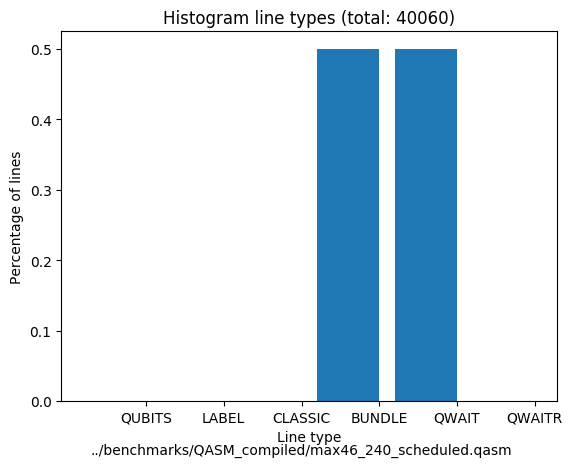 Histogram line types (total: 40060)
Percentage of lines
0.5
0.4
0.3
0.2
0.1
0.0
QUBITS LABEL CLASSIC BUNDLE QWAIT QWAITR
Line type
../benchmarks/QASM_compiled/max46_240_scheduled.qasm